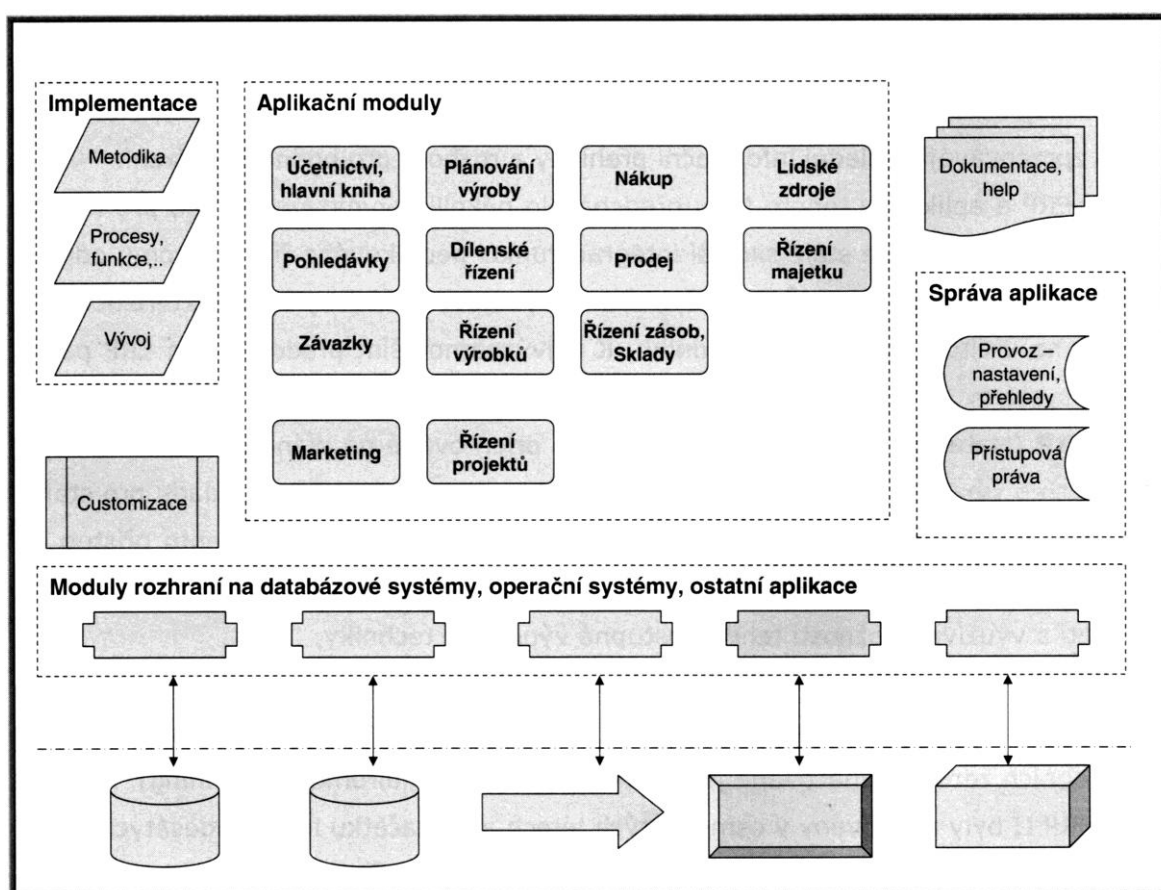 Implementace
Metodika
Procesy,
funkce,..
Vývoj
Customizace
Aplikační moduly
Účetnictví,
hlavní kniha
Plánování
výroby
Nákup
Lidské
zdroje
Pohledávky
Dílenské
řízení
Prodej
Řízení
majetku
Závazky
Řízení
výrobků
Řízení zásob,
Sklady
Marketing
Řízení
projektů
Dokumentace,
help
Správa aplikace
Provoz –
nastavení,
přehledy
Přístupová
práva
Moduly rozhraní na databázové systémy, operační systémy, ostatní aplikace